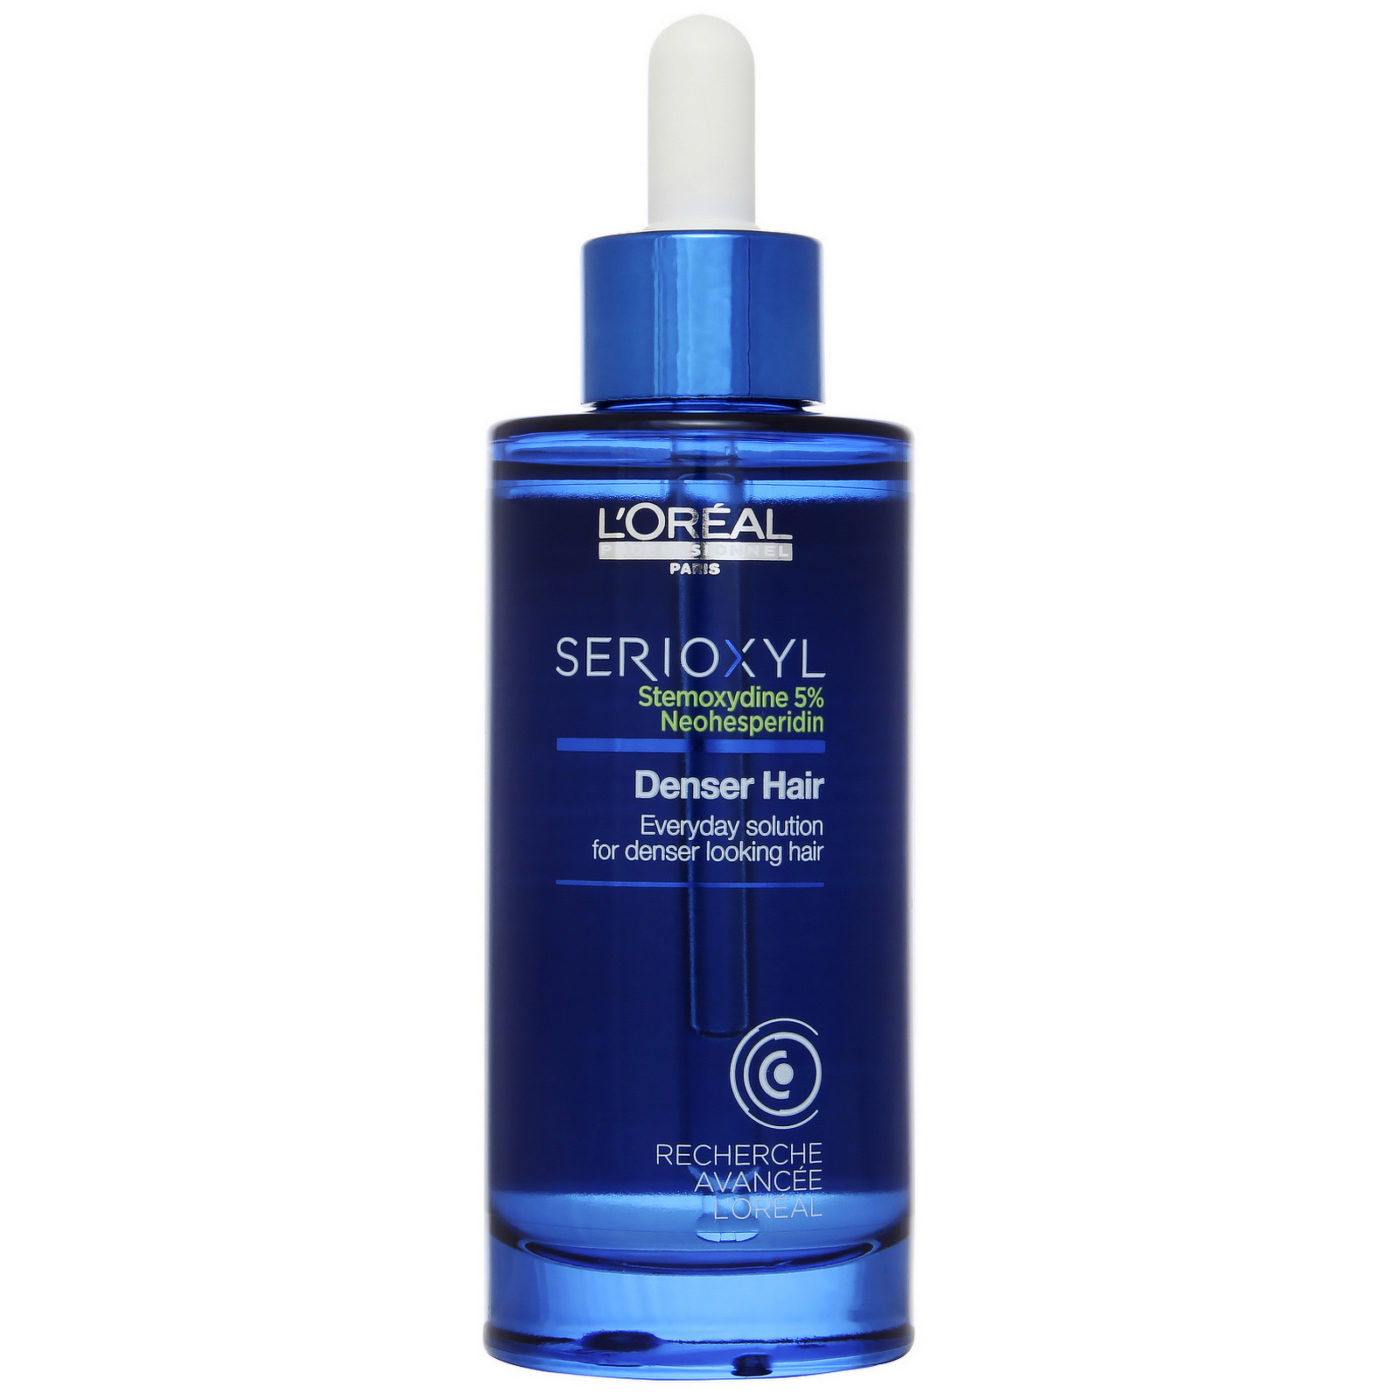 L'ORÉAL
PROFESSIONNEL
PARIS
SERIOXYL
Stemoxydine 5%
Neohesperidin
Denser Hair
Everyday solution
for denser looking hair
RECHERCHE
AVANCÉE
L'ORÉAL